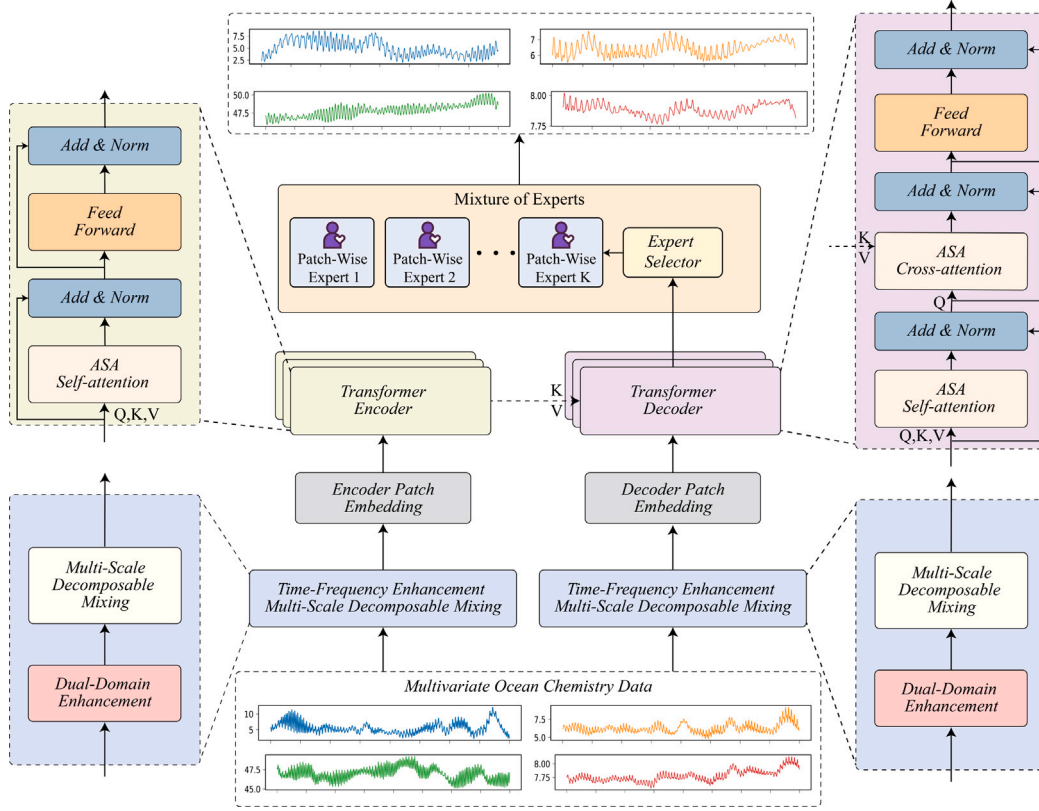 7.5
5.0
2.5
7
6
50.0
47.5
8.00
7.75
Add & Norm
Feed
Forward
Add & Norm
ASA
Self-attention
Q,K,V
Mixture of Experts
Patch-Wise
Expert 1
Patch-Wise
Expert 2
Patch-Wise
Expert K
Expert
Selector
Add & Norm
Feed
Forward
Add & Norm
K
V
ASA
Cross-attention
Q
Add & Norm
ASA
Self-attention
Q,K,V
Transformer
Encoder
K
V
Transformer
Decoder
Encoder Patch
Embedding
Decoder Patch
Embedding
Multi-Scale
Decomposable
Mixing
Dual-Domain
Enhancement
Time-Frequency Enhancement
Multi-Scale Decomposable Mixing
Time-Frequency Enhancement
Multi-Scale Decomposable Mixing
Multi-Scale
Decomposable
Mixing
Dual-Domain
Enhancement
Multivariate Ocean Chemistry Data
10
5
7.5
5.0
47.5
45.0
8.00
7.75